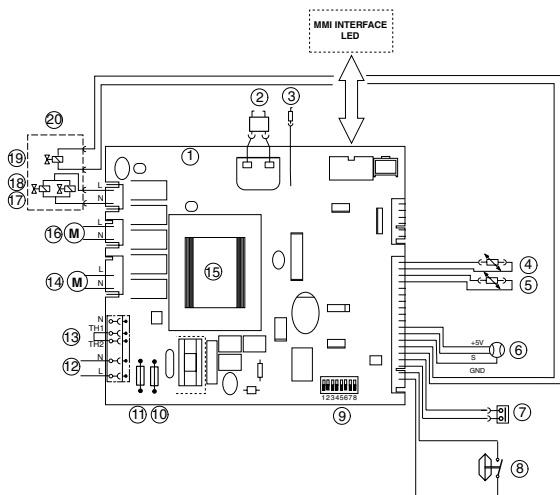 MMI INTERFACE
LED
2
3
20
1
19
18
17
L
N
16
M
L
N
14
M
15
4
5
+5V
S
GND
6
N
TH1
TH2
13
N
L
12
11
10
12345678
9
7
8